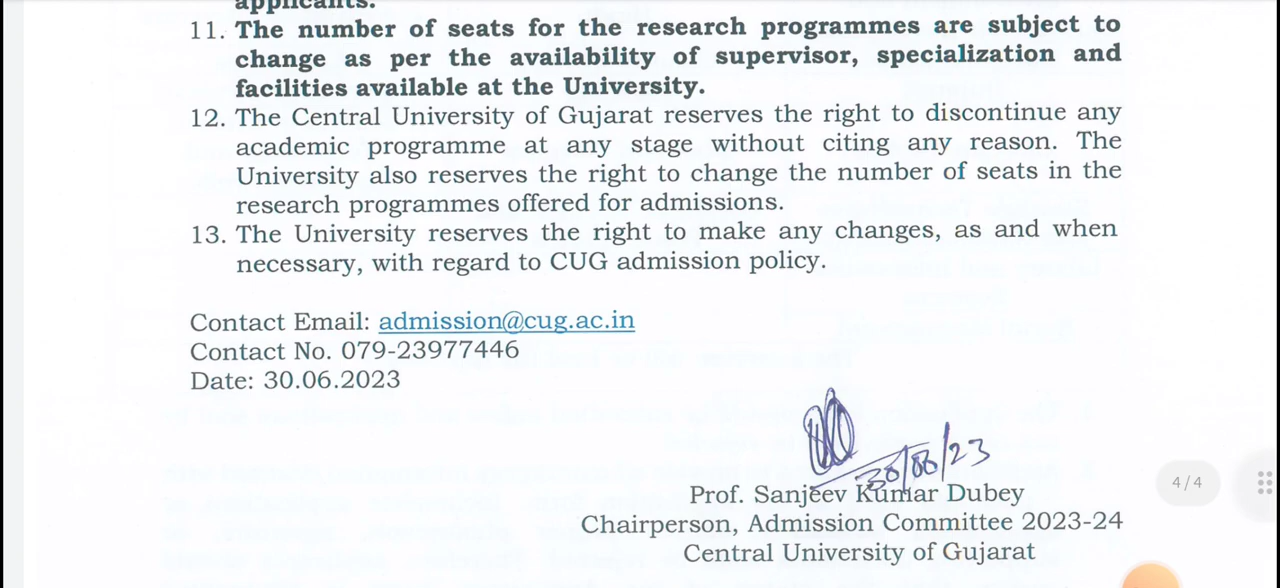 applicants.
11. The number of seats for the research programmes are subject to
change as per the availability of supervisor, specialization and
facilities available at the University.
12. The Central University of Gujarat reserves the right to discontinue any
academic programme at any stage without citing any reason. The
University also reserves the right to change the number of seats in the
research programmes offered for admissions.
13. The University reserves the right to make any changes, as and when
necessary, with regard to CUG admission policy.
Contact Email: admission@cug.ac.in
Contact No. 079-23977446
Date: 30.06.2023
30/06/23
Prof. Sanjeev Kumar Dubey
Chairperson, Admission Committee 2023-24
Central University of Gujarat
4/4